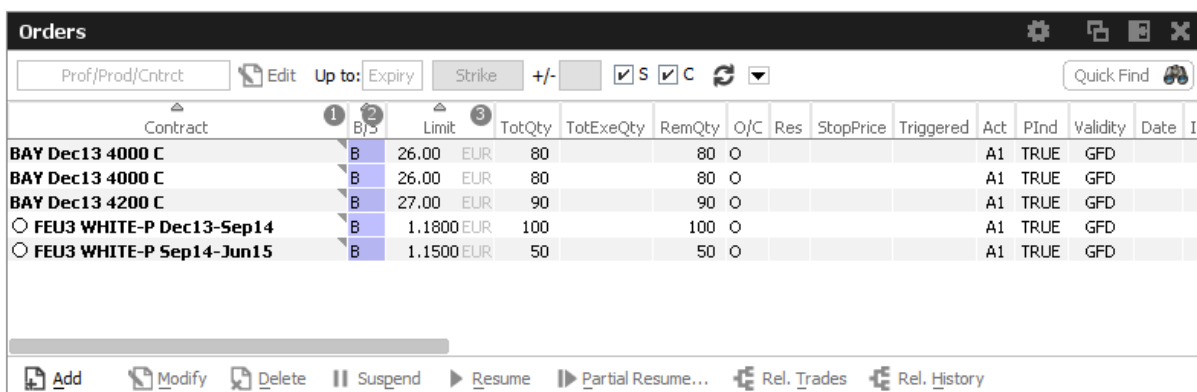 Orders
Prof/Prod/Cntrct Edit Up to: Expiry Strike +/- S C Quick Find
Contract 1 B/S 2 Limit 3 TotQty TotExeQty RemQty O/C Res StopPrice Triggered Act PInd Validity Date I
BAY Dec13 4000 C B 26.00 EUR 80 80 O A1 TRUE GFD
BAY Dec13 4000 C B 26.00 EUR 80 80 O A1 TRUE GFD
BAY Dec13 4200 C B 27.00 EUR 90 90 O A1 TRUE GFD
FEU3 WHITE-P Dec13-Sep14 B 1.1800 EUR 100 100 O A1 TRUE GFD
FEU3 WHITE-P Sep14-Jun15 B 1.1500 EUR 50 50 O A1 TRUE GFD
Add Modify Delete Suspend Resume Partial Resume... Rel. Trades Rel. History